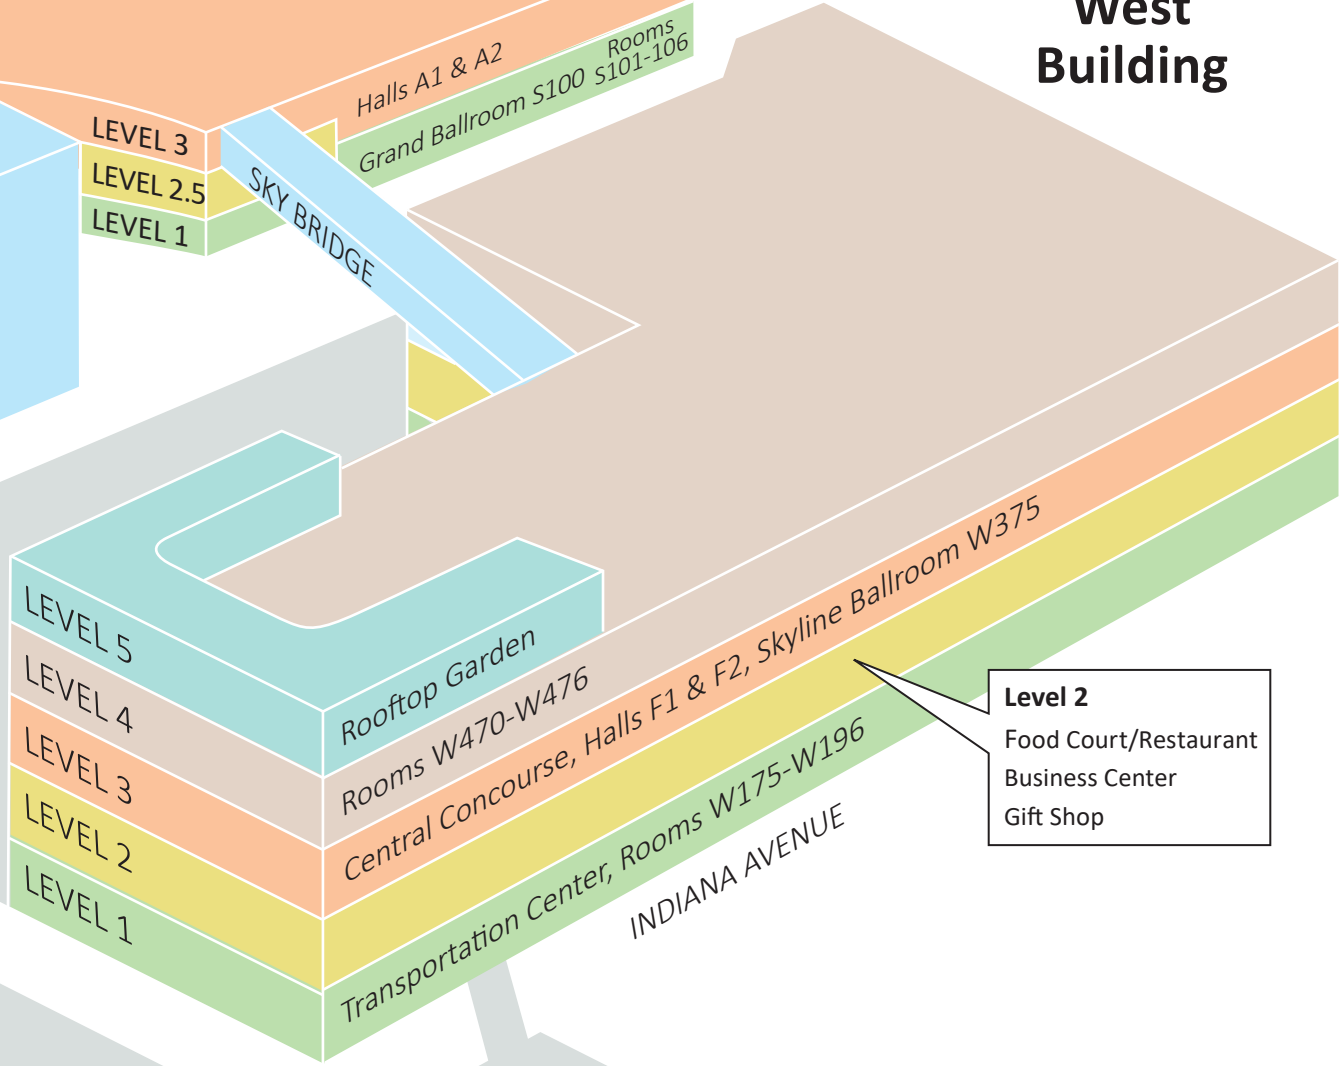 West
Building
Rooms
S101-106
Halls A1 & A2
Grand Ballroom S100
LEVEL 3
LEVEL 2.5
LEVEL 1
SKY BRIDGE
LEVEL 5
Rooftop Garden
LEVEL 4
Rooms W470-W476
LEVEL 3
Central Concourse, Halls F1 & F2, Skyline Ballroom W375
LEVEL 2
LEVEL 1
Transportation Center, Rooms W175-W196
INDIANA AVENUE
Level 2
Food Court/Restaurant
Business Center
Gift Shop